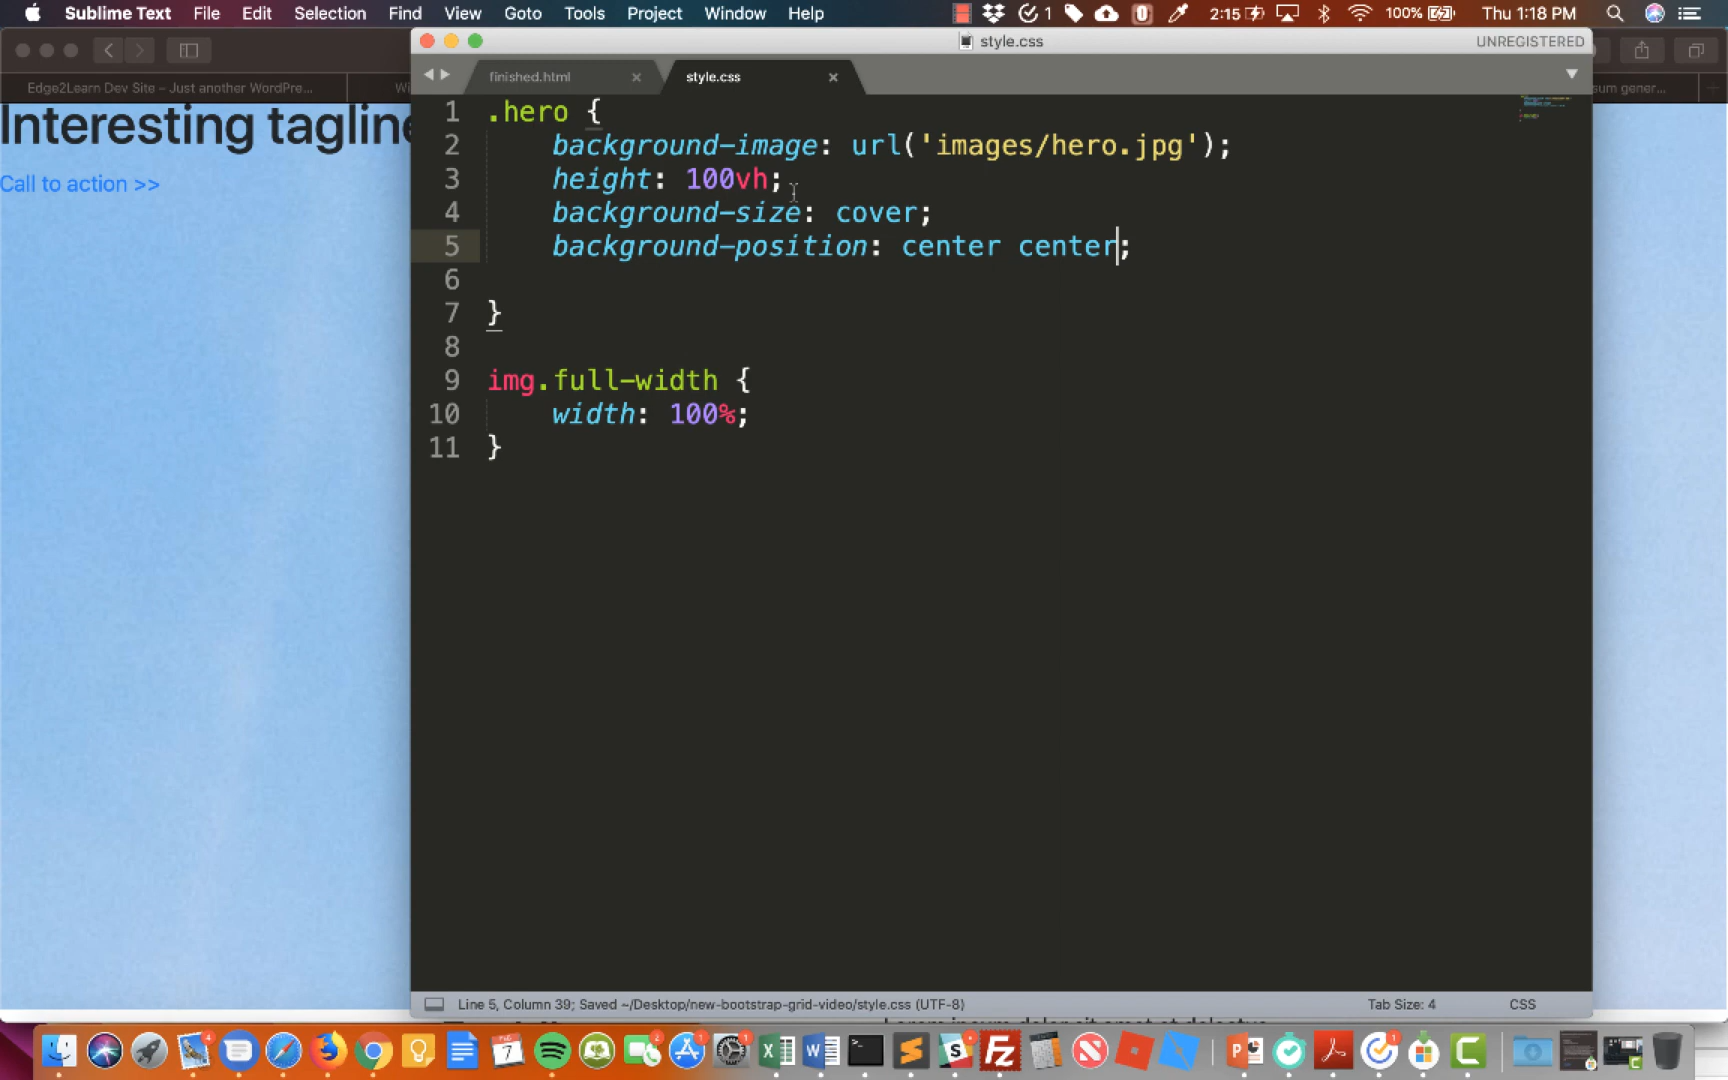 Sublime Text File Edit Selection Find View Goto Tools Project Window Help 1 2:15 100% Thu 1:18 PM
style.css UNREGISTERED
finished.html style.css
Edge2Learn Dev Site – Just another WordPre... sum gener...
Interesting tagline
Call to action >>
1 .hero {
2 background-image: url('images/hero.jpg');
3 height: 100vh;
4 background-size: cover;
5 background-position: center center;
6
7 }
8
9 img.full-width {
10 width: 100%;
11 }
Line 5, Column 39; Saved ~/Desktop/new-bootstrap-grid-video/style.css (UTF-8) Tab Size: 4 CSS